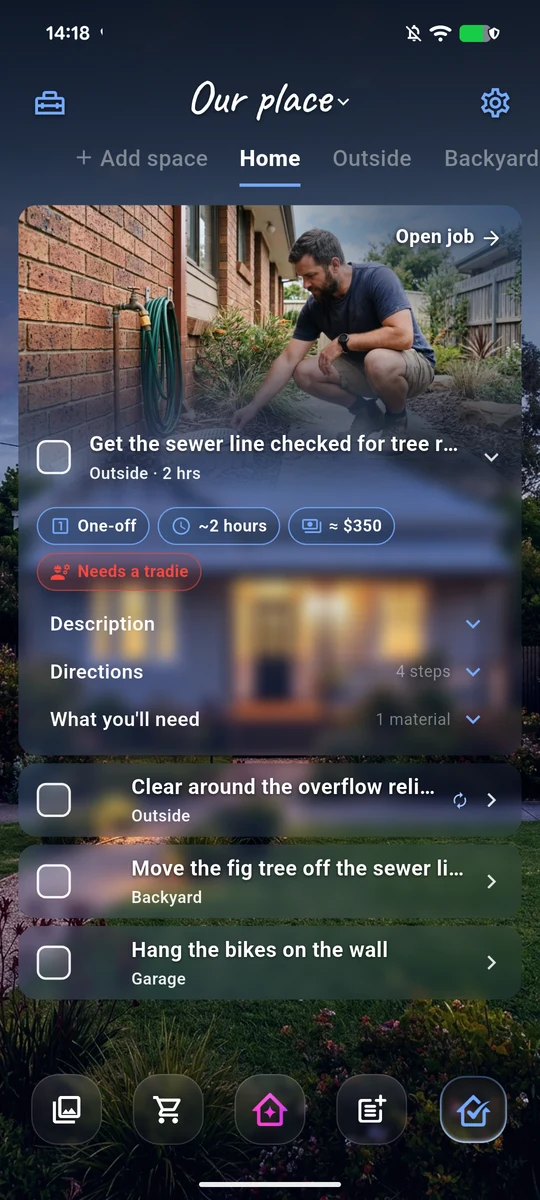 14:18
Our place
+ Add space
Home
Outside
Backyard
Open job →
Get the sewer line checked for tree r…
Outside · 2 hrs
One-off
~2 hours
≈ $350
Needs a tradie
Description
Directions
4 steps
What you'll need
1 material
Clear around the overflow reli…
Outside
Move the fig tree off the sewer li…
Backyard
Hang the bikes on the wall
Garage